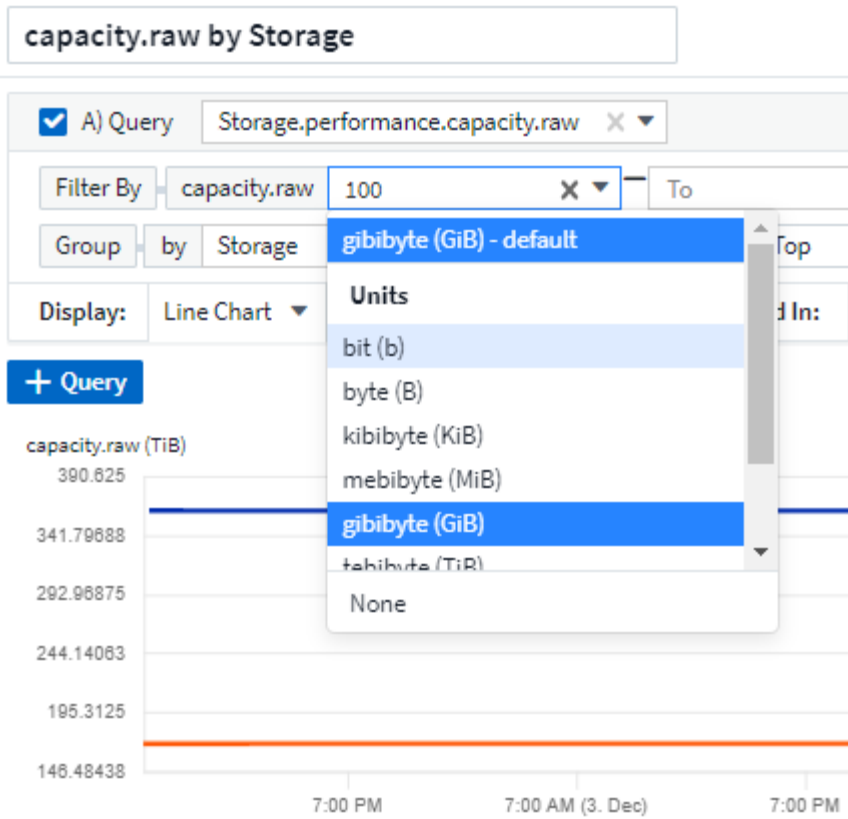 capacity.raw by Storage
A) Query Storage.performance.capacity.raw
Filter By capacity.raw 100 To
Group by Storage Top
gibibyte (GiB) - default
Units
Display: Line Chart d In:
bit (b)
byte (B)
+ Query
kibibyte (KiB)
mebibyte (MiB)
gibibyte (GiB)
tebibyte (TiB)
None
capacity.raw (TiB)
390.625
341.79688
292.96875
244.14063
195.3125
146.48438
7:00 PM 7:00 AM (3. Dec) 7:00 PM